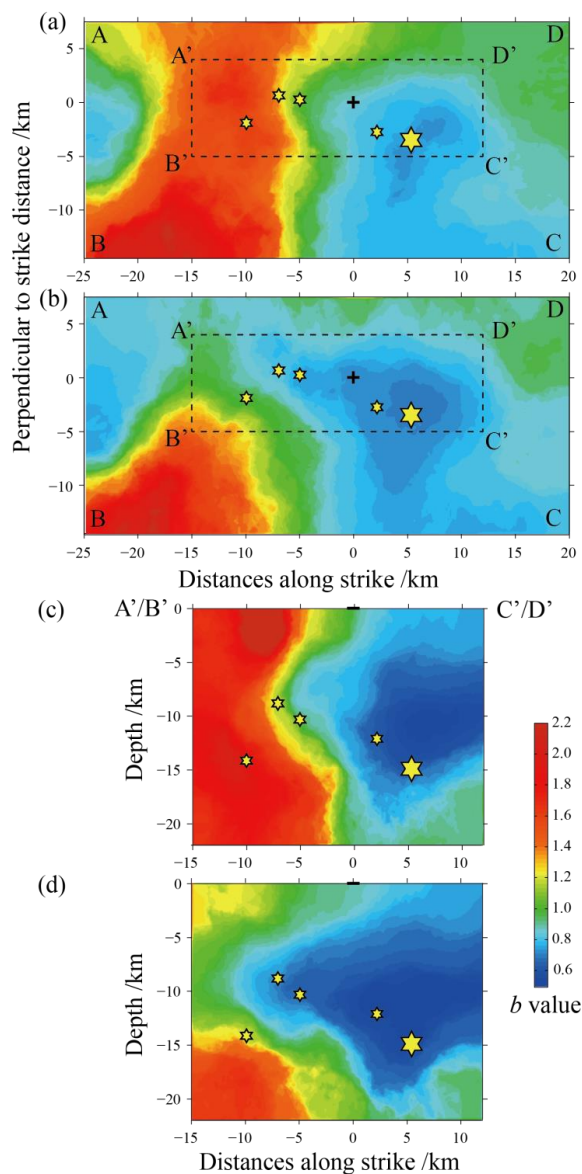 (a)
A
D
A’
D’
B’
C’
B
C
5
0
−5
−10
−25 −20 −15 −10 −5 0 5 10 15 20
Perpendicular to strike distance /km
(b)
A
D
A’
D’
B’
C’
B
C
5
0
−5
−10
−25 −20 −15 −10 −5 0 5 10 15 20
Distances along strike /km
(c)
A’/B’
C’/D’
0
−5
−10
−15
−20
Depth /km
−15 −10 −5 0 5 10
2.2
2.0
1.8
1.6
1.4
1.2
1.0
0.8
0.6
b value
(d)
0
−5
−10
−15
−20
Depth /km
−15 −10 −5 0 5 10
Distances along strike /km